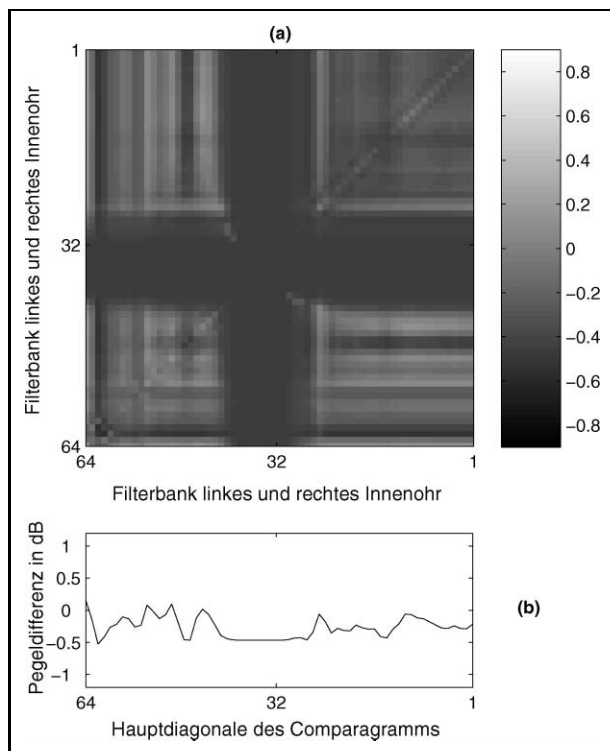 (a)
1
32
64
Filterbank linkes und rechtes Innenohr
64 32 1
Filterbank linkes und rechtes Innenohr
0.8
0.6
0.4
0.2
0
−0.2
−0.4
−0.6
−0.8
Pegeldifferenz in dB
1
0.5
0
−0.5
−1
(b)
64 32 1
Hauptdiagonale des Comparagramms